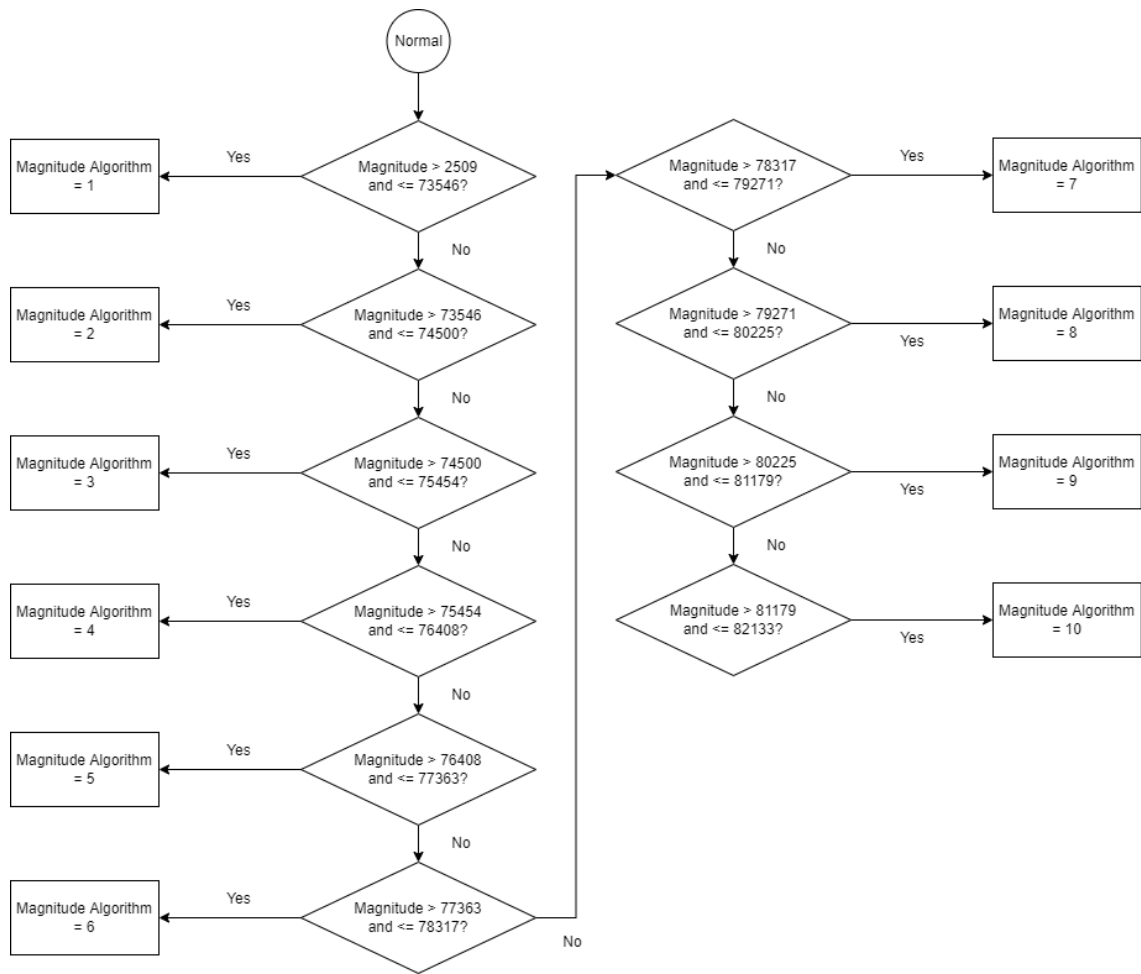 Normal
Magnitude > 2509
and <= 73546?
Yes
Magnitude Algorithm
= 1
No
Magnitude > 73546
and <= 74500?
Yes
Magnitude Algorithm
= 2
No
Magnitude > 74500
and <= 75454?
Yes
Magnitude Algorithm
= 3
No
Magnitude > 75454
and <= 76408?
Yes
Magnitude Algorithm
= 4
No
Magnitude > 76408
and <= 77363?
Yes
Magnitude Algorithm
= 5
No
Magnitude > 77363
and <= 78317?
Yes
Magnitude Algorithm
= 6
No
Magnitude > 78317
and <= 79271?
Yes
Magnitude Algorithm
= 7
No
Magnitude > 79271
and <= 80225?
Yes
Magnitude Algorithm
= 8
No
Magnitude > 80225
and <= 81179?
Yes
Magnitude Algorithm
= 9
No
Magnitude > 81179
and <= 82133?
Yes
Magnitude Algorithm
= 10